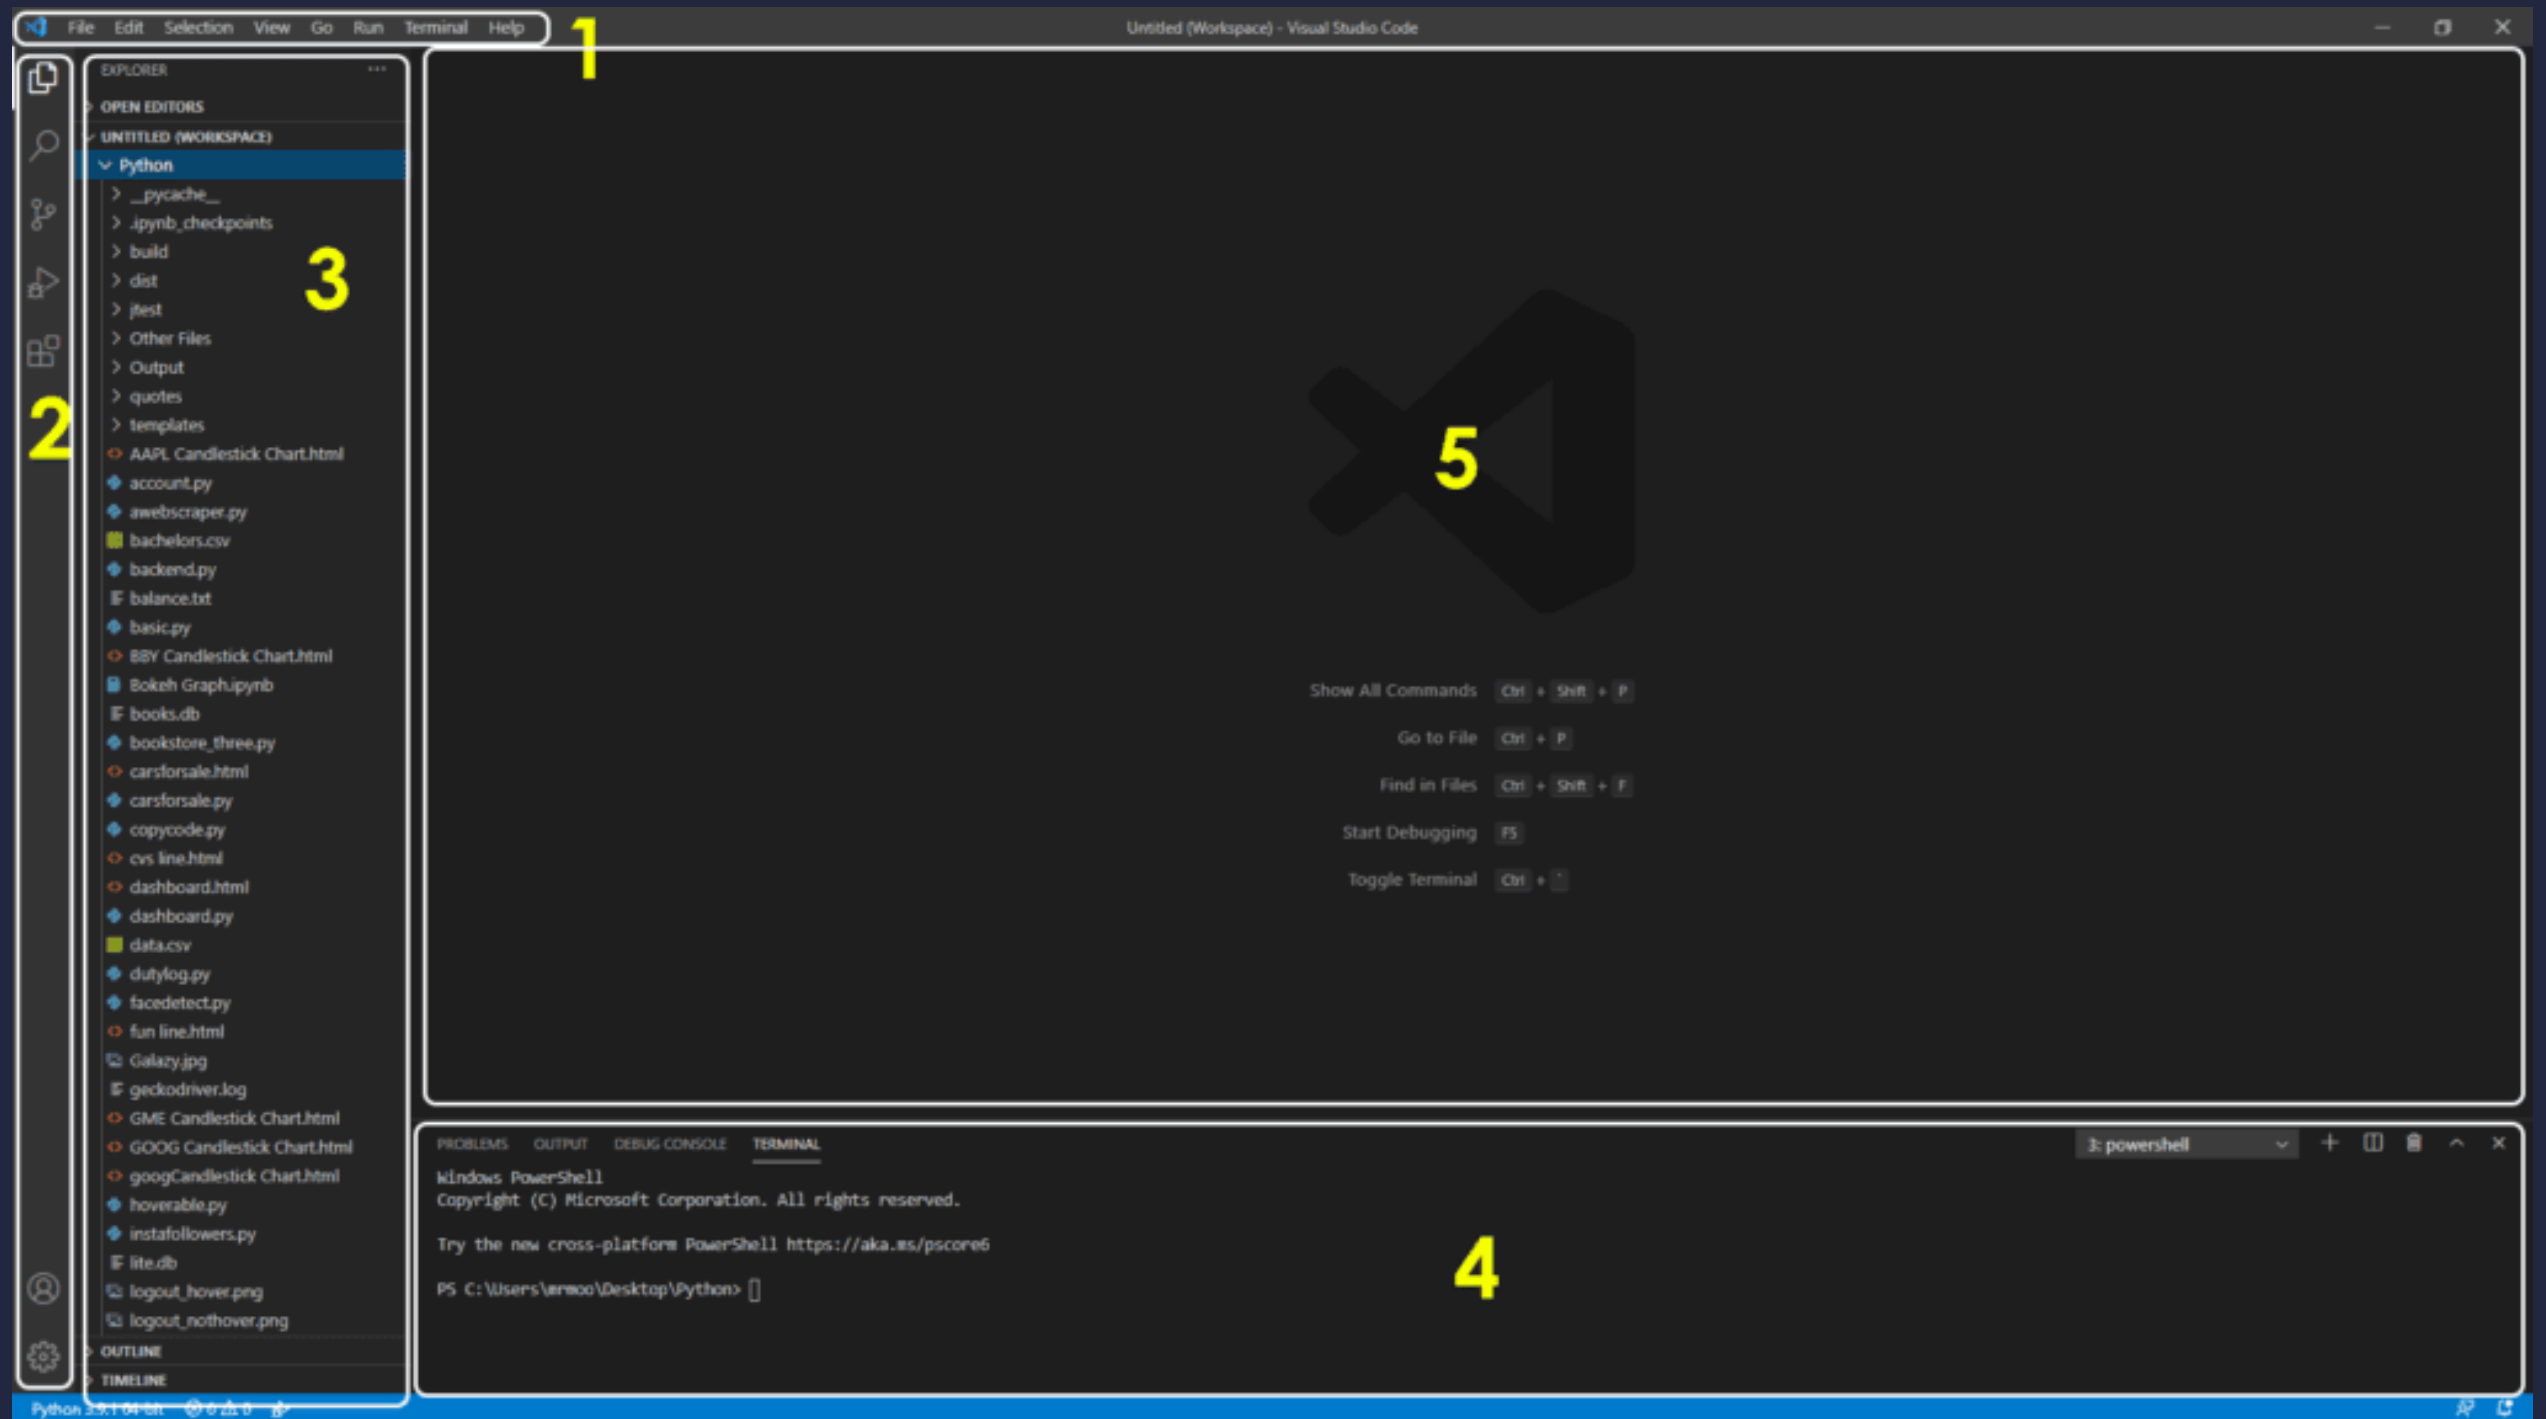 File Edit Selection View Go Run Terminal Help
1
Untitled (Workspace) - Visual Studio Code
EXPLORER
OPEN EDITORS
UNTITLED (WORKSPACE)
Python
__pycache__
.ipynb_checkpoints
build
3
dist
jtest
Other Files
Output
quotes
2
templates
AAPL Candlestick Chart.html
account.py
awebscraper.py
bachelors.csv
backend.py
balance.txt
basic.py
BBY Candlestick Chart.html
Bokeh Graph.ipynb
books.db
bookstore_three.py
carsforsale.html
carsforsale.py
copycode.py
cvs line.html
dashboard.html
dashboard.py
data.csv
dutylog.py
facedetect.py
fun line.html
Galazy.jpg
geckodriver.log
GME Candlestick Chart.html
GOOG Candlestick Chart.html
googCandlestick Chart.html
hoverable.py
instafollowers.py
lite.db
logout_hover.png
logout_nothover.png
OUTLINE
TIMELINE
5
Show All Commands Ctrl + Shift + P
Go to File Ctrl + P
Find in Files Ctrl + Shift + F
Start Debugging F5
Toggle Terminal Ctrl + `
PROBLEMS OUTPUT DEBUG CONSOLE TERMINAL
3: powershell
Windows PowerShell
Copyright (C) Microsoft Corporation. All rights reserved.
Try the new cross-platform PowerShell https://aka.ms/pscore6
4
PS C:\Users\mrmoo\Desktop\Python>
Python 3.9.1 64-bit